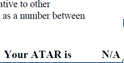 ative to other
as a number between
Your ATAR is N/A